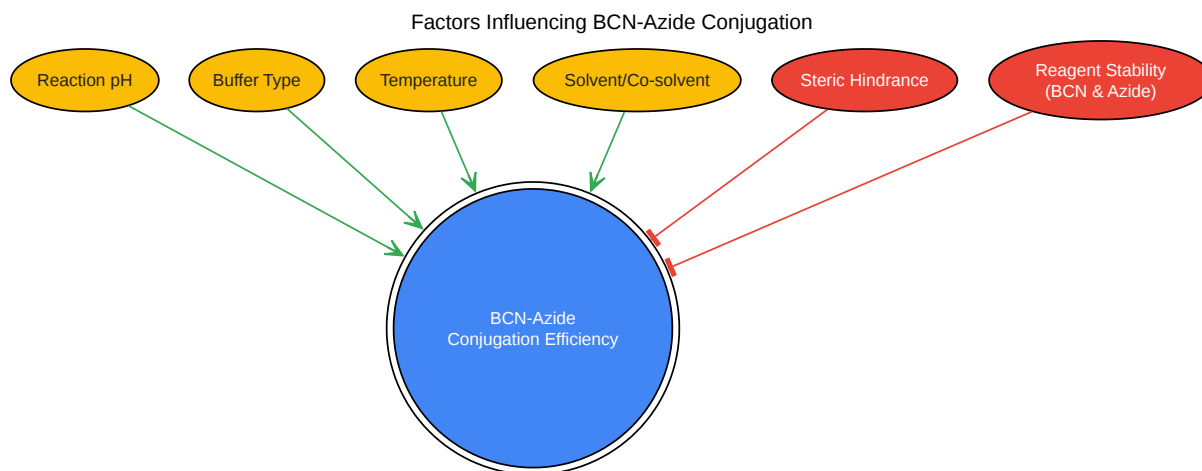 Factors Influencing BCN-Azide Conjugation
Reaction pH
Buffer Type
Temperature
Solvent/Co-solvent
Steric Hindrance
Reagent Stability
(BCN & Azide)
BCN-Azide
Conjugation Efficiency